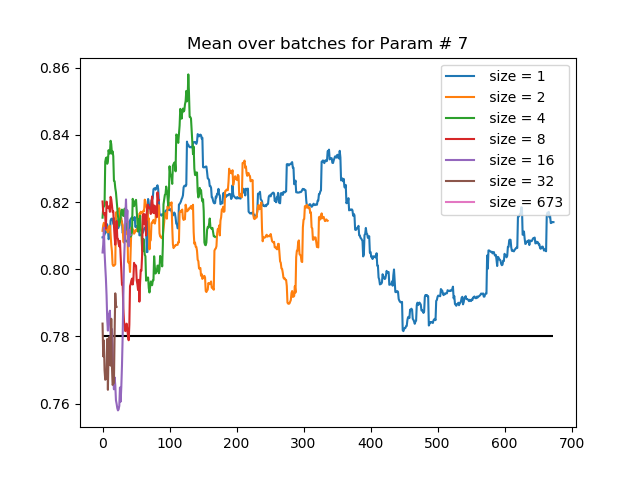 Mean over batches for Param # 7
0.86
0.84
0.82
0.80
0.78
0.76
size = 1
size = 2
size = 4
size = 8
size = 16
size = 32
size = 673
0 100 200 300 400 500 600 700